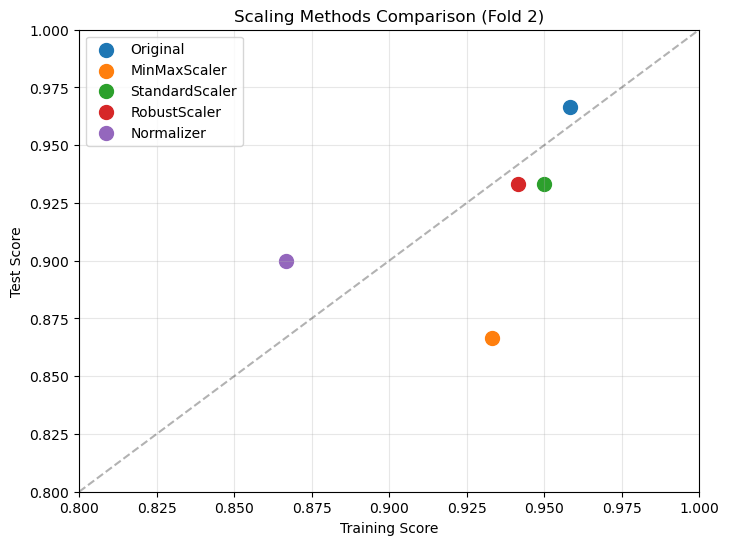 Scaling Methods Comparison (Fold 2)
Original
MinMaxScaler
StandardScaler
RobustScaler
Normalizer
1.000
0.975
0.950
0.925
0.900
0.875
0.850
0.825
0.800
Test Score
0.800 0.825 0.850 0.875 0.900 0.925 0.950 0.975 1.000
Training Score